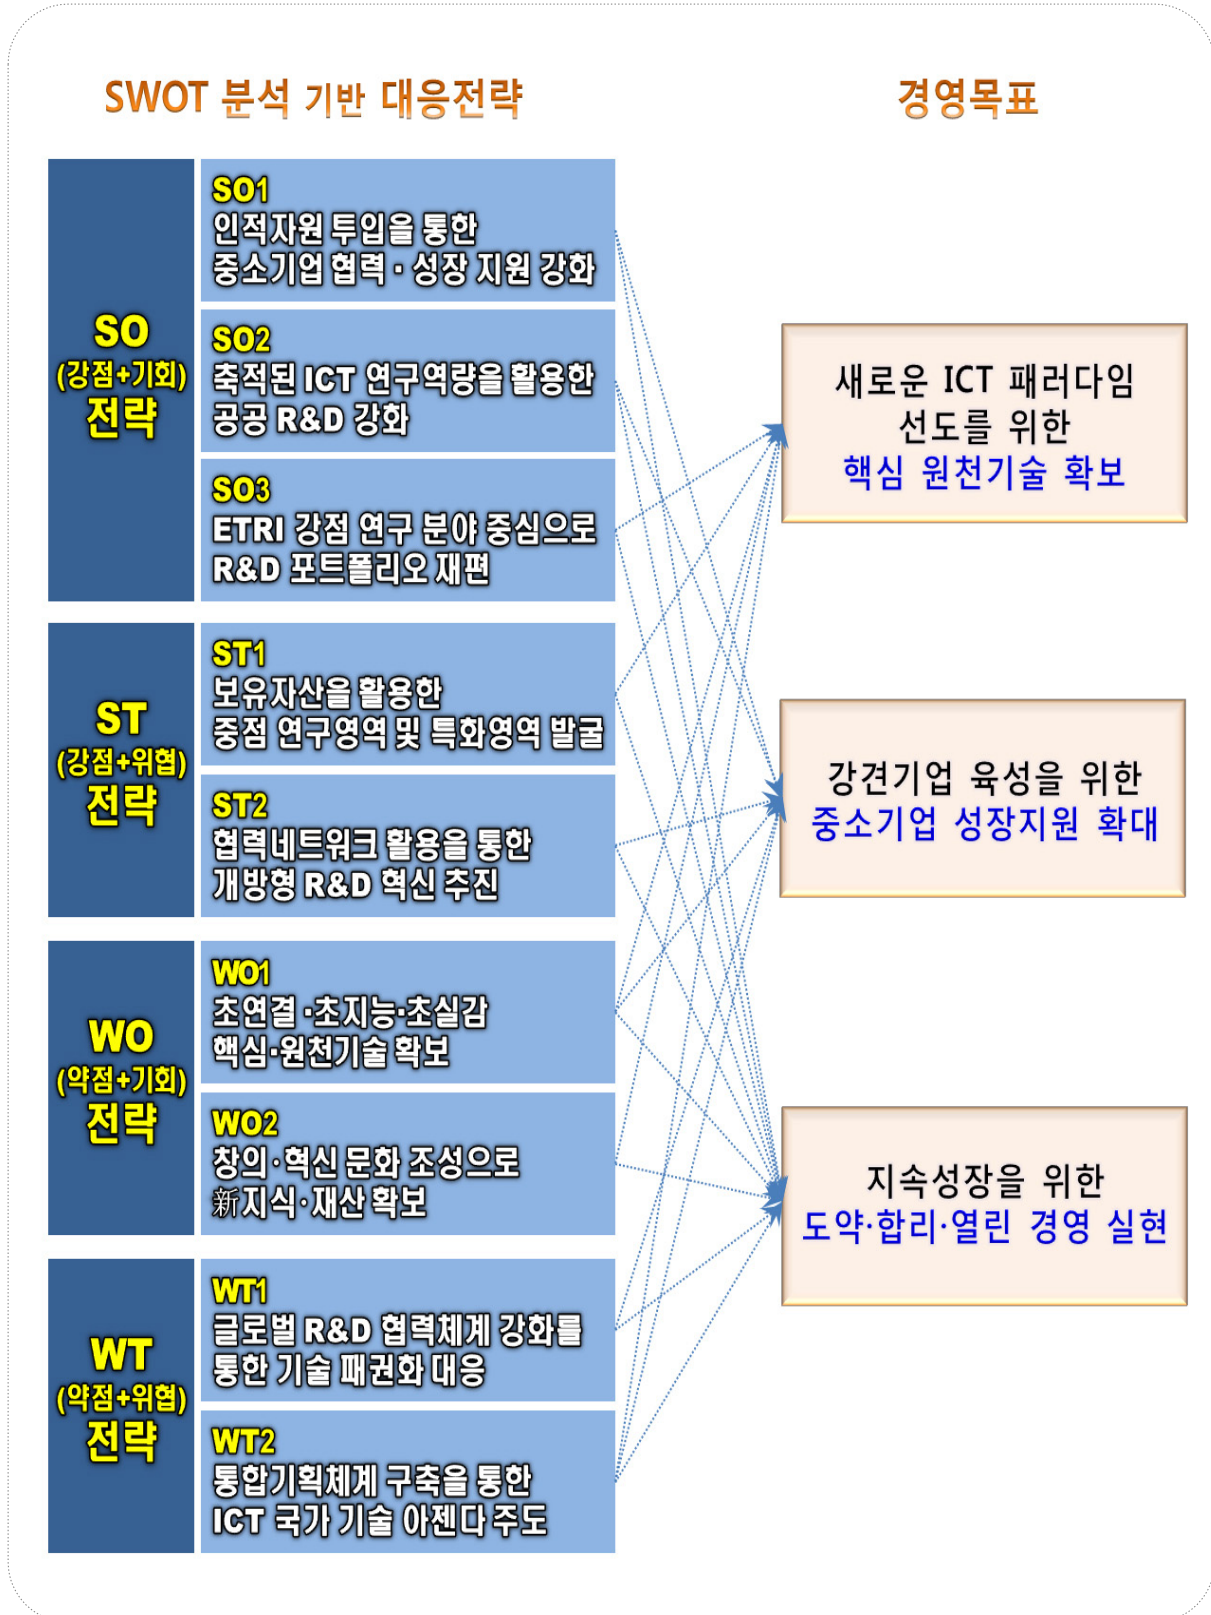 SWOT 분석 기반 대응전략
경영목표
SO
(강점+기회)
전략
SO1
인적자원 투입을 통한
중소기업 협력·성장 지원 강화
SO2
축적된 ICT 연구역량을 활용한
공공 R&D 강화
SO3
ETRI 강점 연구 분야 중심으로
R&D 포트폴리오 재편
ST
(강점+위협)
전략
ST1
보유자산을 활용한
중점 연구영역 및 특화영역 발굴
ST2
협력네트워크 활용을 통한
개방형 R&D 혁신 추진
WO
(약점+기회)
전략
WO1
초연결·초지능·초실감
핵심·원천기술 확보
WO2
창의·혁신 문화 조성으로
新지식·재산 확보
WT
(약점+위협)
전략
WT1
글로벌 R&D 협력체계 강화를
통한 기술 패권화 대응
WT2
통합기획체계 구축을 통한
ICT 국가 기술 아젠다 주도
새로운 ICT 패러다임
선도를 위한
핵심 원천기술 확보
강견기업 육성을 위한
중소기업 성장지원 확대
지속성장을 위한
도약·합리·열린 경영 실현